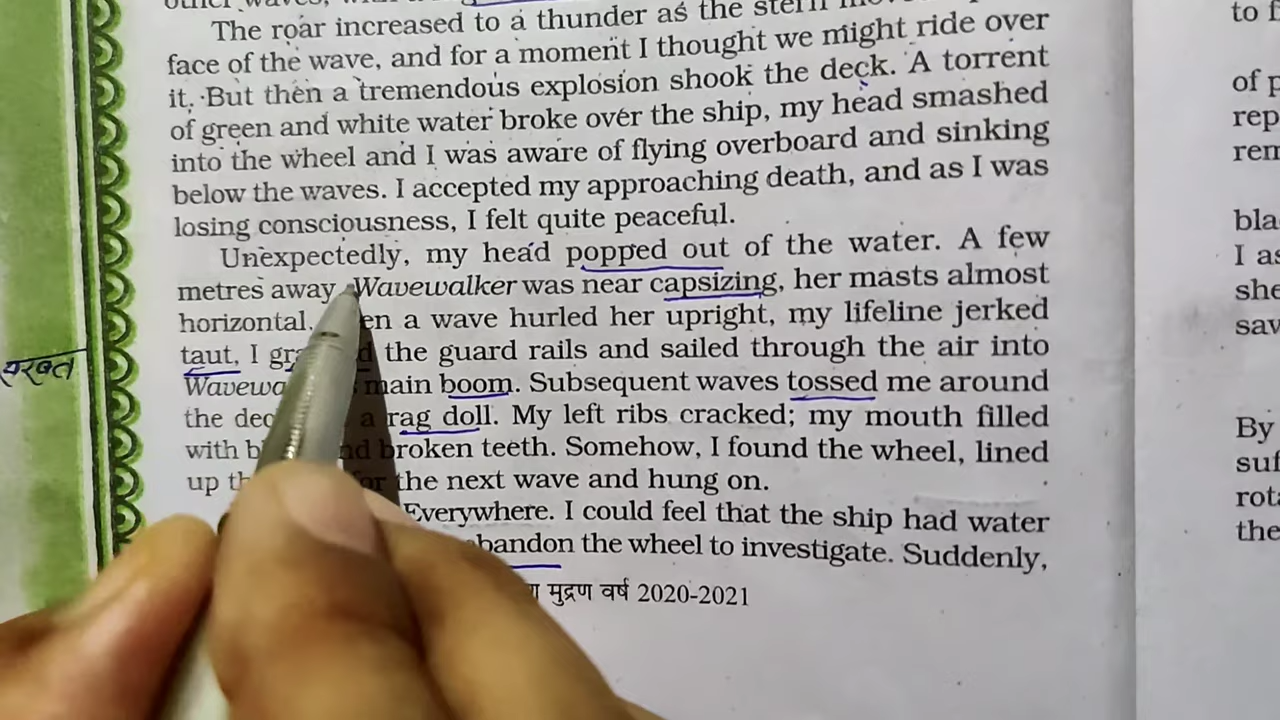 The roar increased to a thunder as the stern
face of the wave, and for a moment I thought we might ride over
it. But then a tremendous explosion shook the deck. A torrent
of green and white water broke over the ship, my head smashed
into the wheel and I was aware of flying overboard and sinking
below the waves. I accepted my approaching death, and as I was
losing consciousness, I felt quite peaceful.
Unexpectedly, my head popped out of the water. A few
metres away Wavewalker was near capsizing, her masts almost
horizontal. en a wave hurled her upright, my lifeline jerked
taut, I the guard rails and sailed through the air into
सख्त
main boom. Subsequent waves tossed me around
the a rag doll. My left ribs cracked; my mouth filled
with broken teeth. Somehow, I found the wheel, lined
up the next wave and hung on.
Everywhere. I could feel that the ship had water
bandon the wheel to investigate. Suddenly,
मुद्रण वर्ष 2020-2021
to f
of p
rep
rem
bla
I as
she
sav
By
suf
rot
the